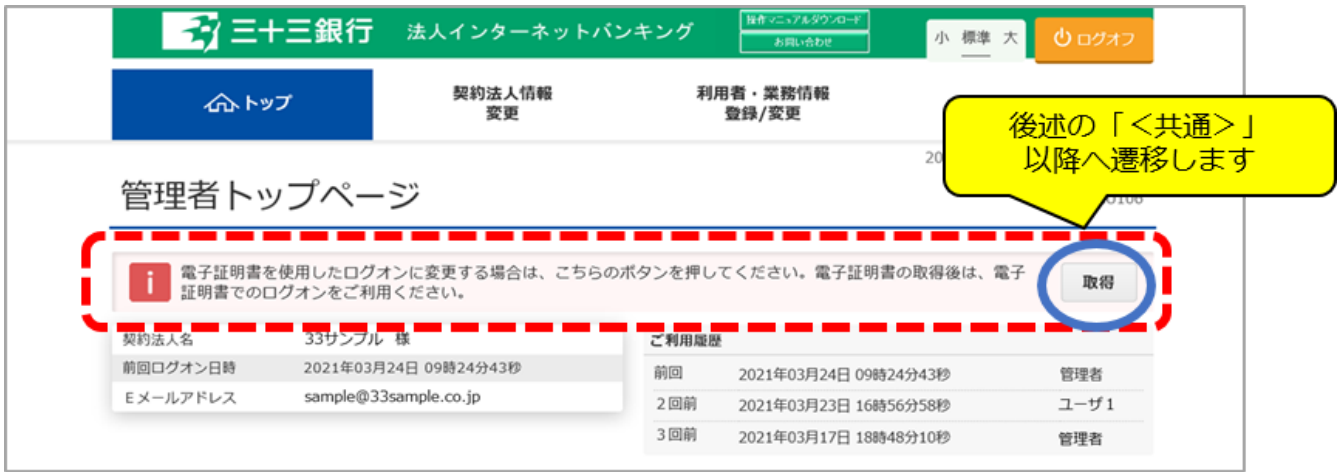 三十三銀行 法人インターネットバンキング
操作マニュアルダウンロード
お問い合わせ
小 標準 大
ログオフ
トップ
契約法人情報
変更
利用者・業務情報
登録/変更
後述の「<共通>」
以降へ遷移します
20
管理者トップページ
0106
i
電子証明書を使用したログオンに変更する場合は、こちらのボタンを押してください。電子証明書の取得後は、電子
証明書でのログオンをご利用ください。
取得
契約法人名 33サンプル 様
前回ログオン日時 2021年03月24日 09時24分43秒
Eメールアドレス sample@33sample.co.jp
ご利用履歴
前回 2021年03月24日 09時24分43秒 管理者
2回前 2021年03月23日 16時56分58秒 ユーザ1
3回前 2021年03月17日 18時48分10秒 管理者